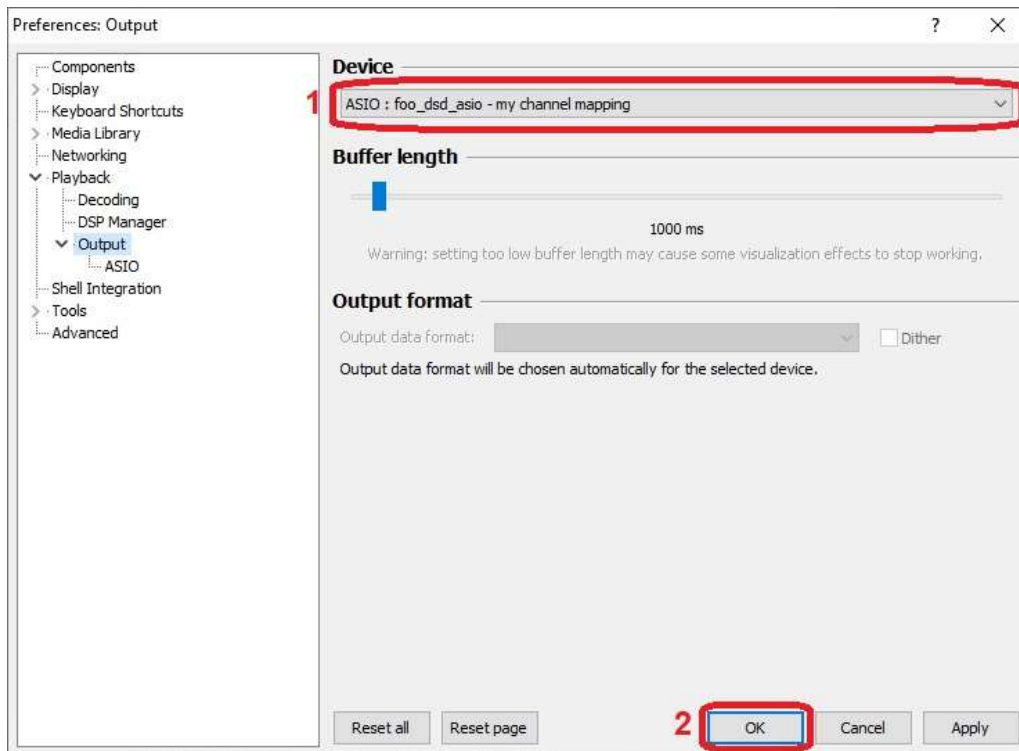 Preferences: Output
?
Components
Display
Keyboard Shortcuts
Media Library
Networking
Playback
Decoding
DSP Manager
Output
ASIO
Shell Integration
Tools
Advanced
Device
1
ASIO : foo_dsd_asio - my channel mapping
Buffer length
1000 ms
Warning: setting too low buffer length may cause some visualization effects to stop working.
Output format
Output data format:
Dither
Output data format will be chosen automatically for the selected device.
Reset all
Reset page
2
OK
Cancel
Apply